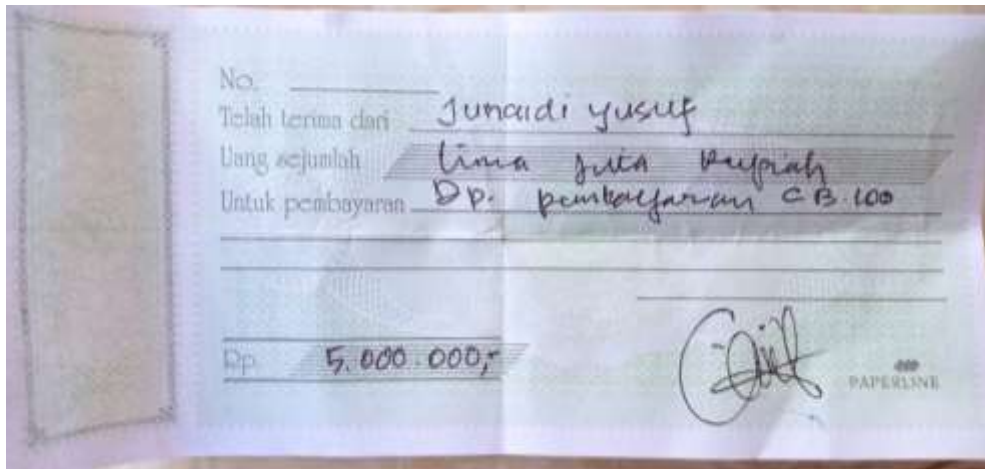 No.
Telah terima dari Junaidi Yusuf
Uang sejumlah lima juta Rupiah
Untuk pembayaran Dp. pembayaran CB.100
Rp. 5.000.000,-
PAPERLINE